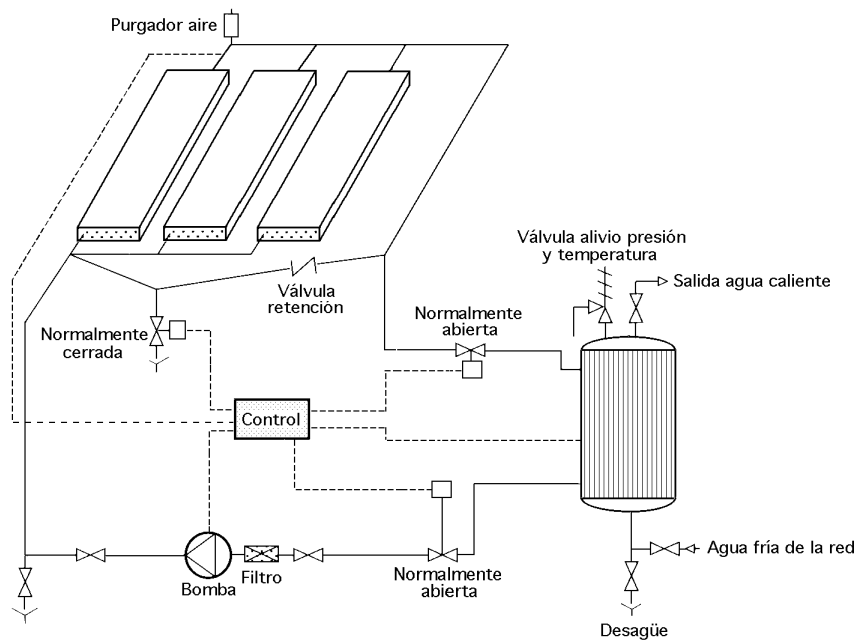 Purgador aire
Válvula alivio presión
y temperatura
Salida agua caliente
Válvula
retención
Normalmente
abierta
Normalmente
cerrada
Control
Bomba
Filtro
Normalmente
abierta
Agua fría de la red
Desagüe